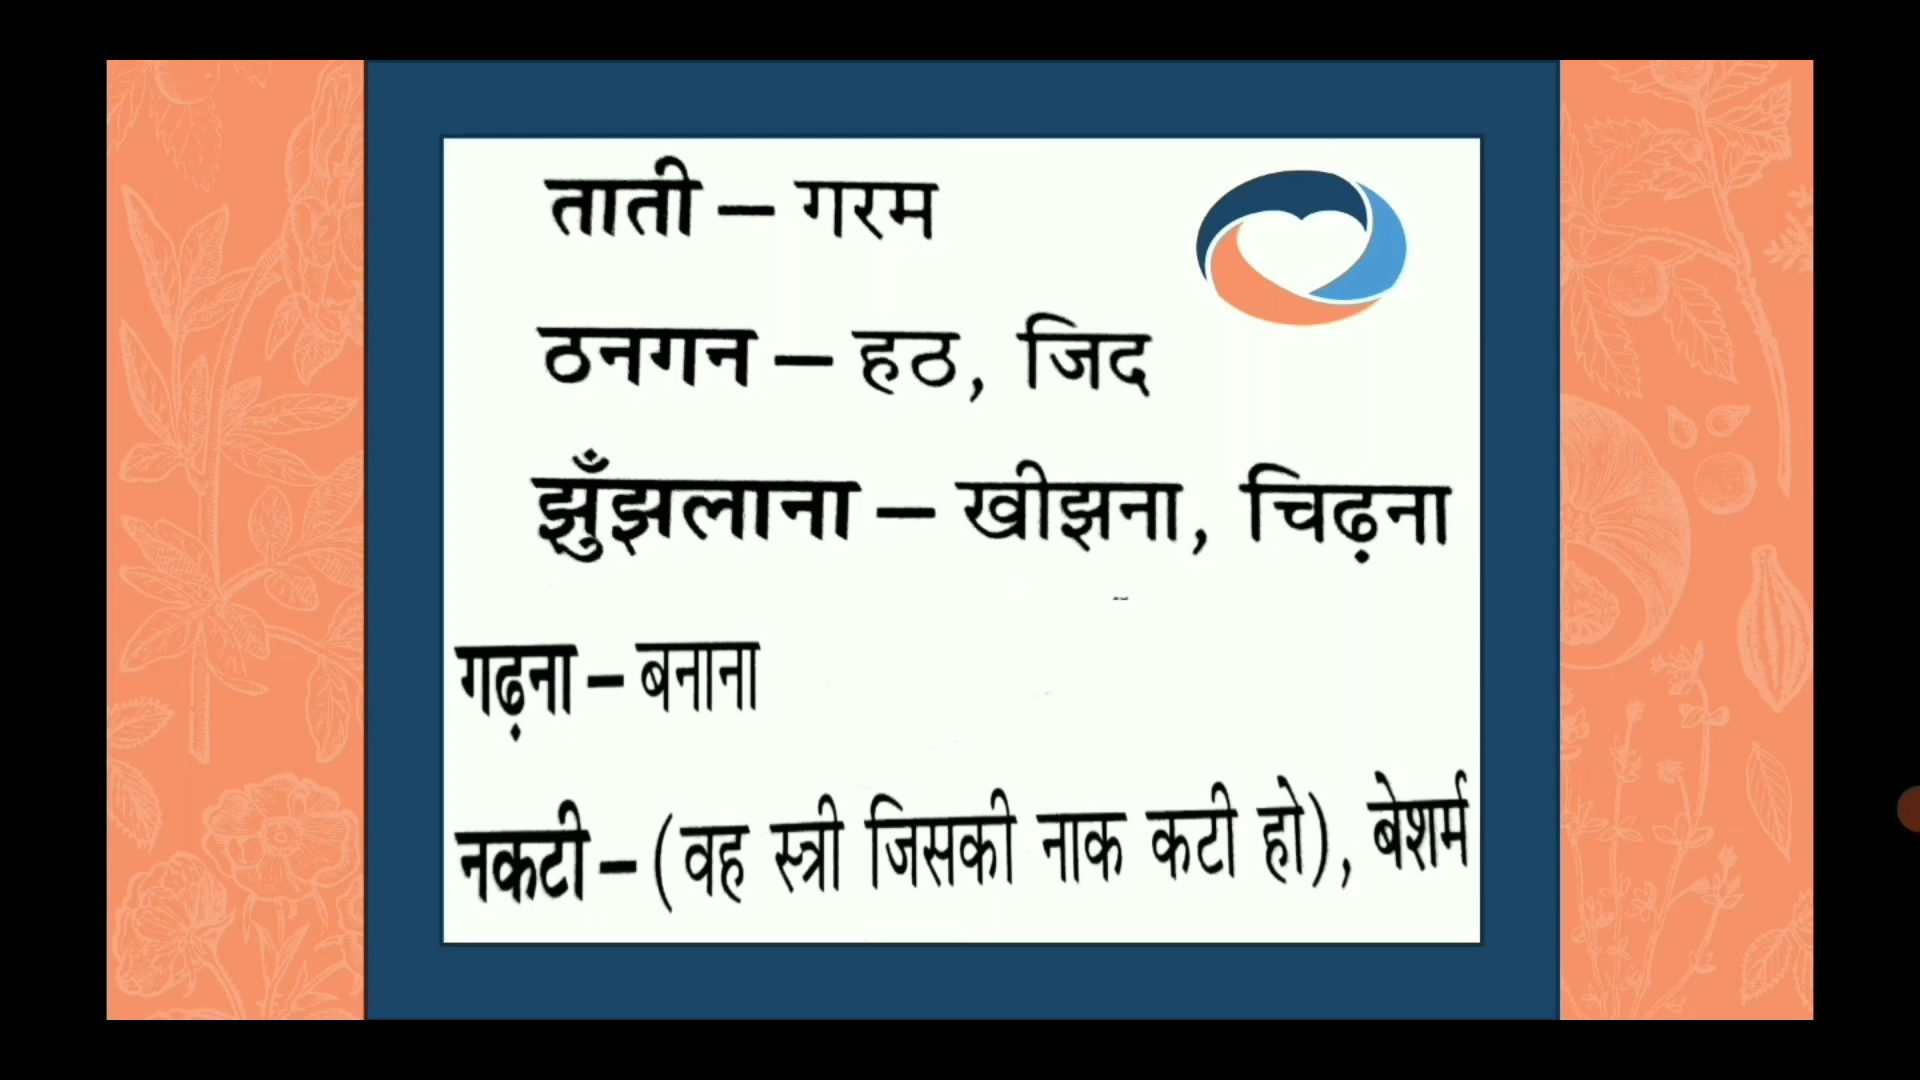 ताती – गरम
ठनगन – हठ, जिद
झुँझलाना – खीझना, चिढ़ना
गढ़ना – बनाना
नकटी – (वह स्त्री जिसकी नाक कटी हो), बेशर्म